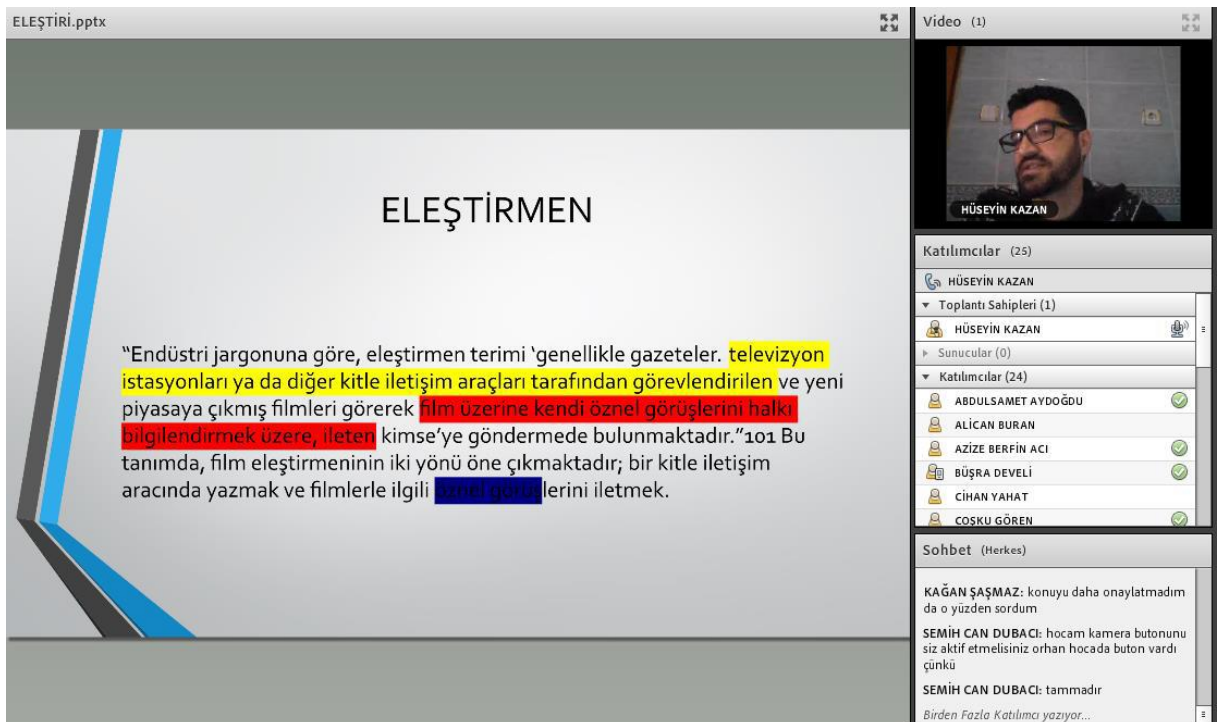 ELEŞTİRİ.pptx
ELEŞTİRMEN
“Endüstri jargonuna göre, eleştirmen terimi ‘genellikle gazeteler. televizyon
istasyonları ya da diğer kitle iletişim araçları tarafından görevlendirilen ve yeni
piyasaya çıkmış filmleri görerek film üzerine kendi öznel görüşlerini halkı
bilgilendirmek üzere, ileten kimse’ye göndermede bulunmaktadır.”101 Bu
tanımda, film eleştirmeninin iki yönü öne çıkmaktadır; bir kitle iletişim
aracında yazmak ve filmlerle ilgili öznel görüşlerini iletmek.
Video (1)
HÜSEYİN KAZAN
Katılımcılar (25)
HÜSEYİN KAZAN
Toplantı Sahipleri (1)
HÜSEYİN KAZAN
Sunucular (0)
Katılımcılar (24)
ABDULSAMET AYDOĞDU
ALİCAN BURAN
AZİZE BERFİN ACI
BÜŞRA DEVELİ
CİHAN YAHAT
COŞKU GÖREN
Sohbet (Herkes)
KAĞAN ŞAŞMAZ: konuyu daha onaylatmadım
da o yüzden sordum
SEMİH CAN DUBACI: hocam kamera butonunu
siz aktif etmelisiniz orhan hocada buton vardı
çünkü
SEMİH CAN DUBACI: tammadır
Birden Fazla Katılımcı yazıyor...